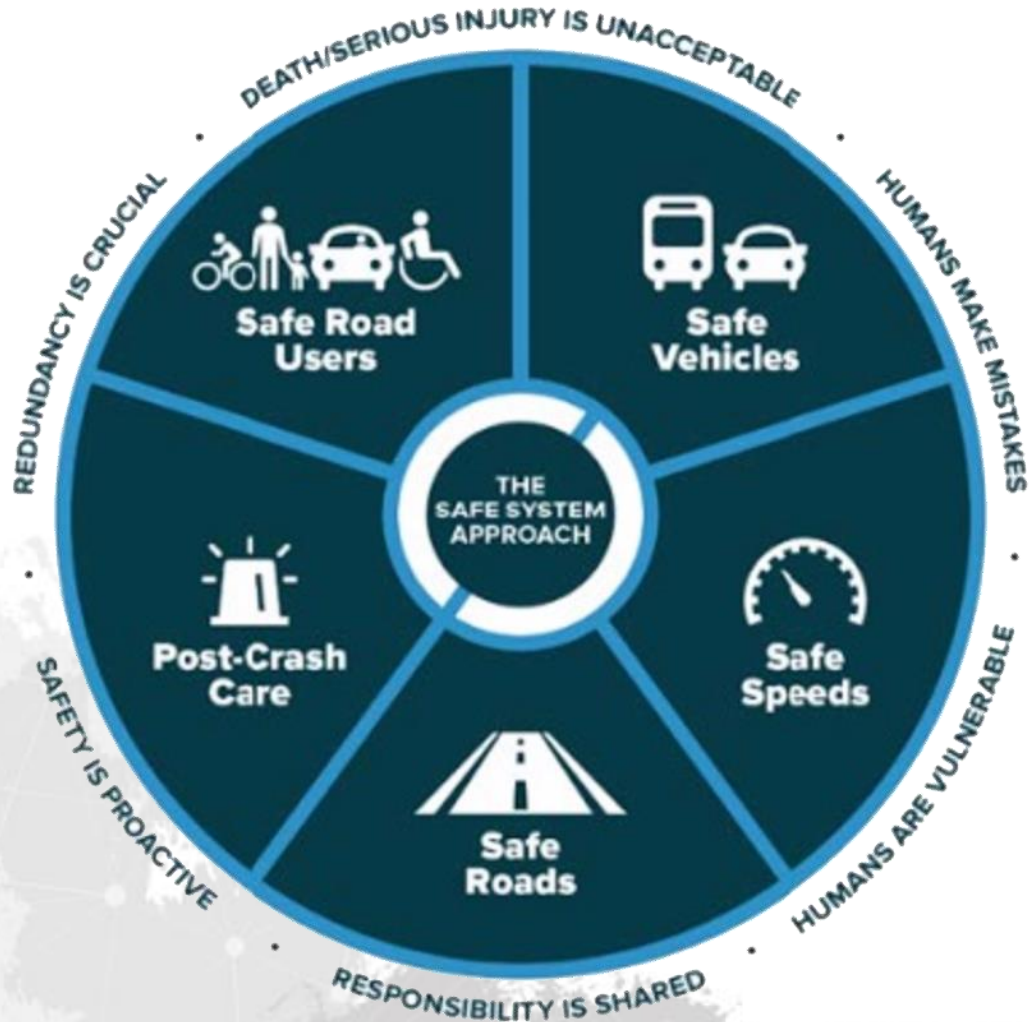 DEATH/SERIOUS INJURY IS UNACCEPTABLE
HUMANS MAKE MISTAKES
HUMANS ARE VULNERABLE
RESPONSIBILITY IS SHARED
SAFETY IS PROACTIVE
REDUNDANCY IS CRUCIAL
Safe Road
Users
Safe
Vehicles
THE
SAFE SYSTEM
APPROACH
Post-Crash
Care
Safe
Speeds
Safe
Roads